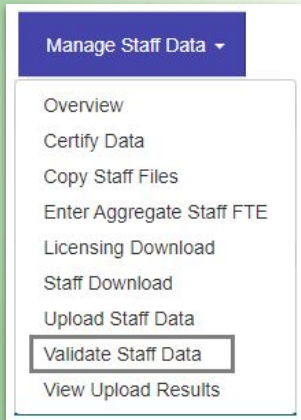 Manage Staff Data
Overview
Certify Data
Copy Staff Files
Enter Aggregate Staff FTE
Licensing Download
Staff Download
Upload Staff Data
Validate Staff Data
View Upload Results